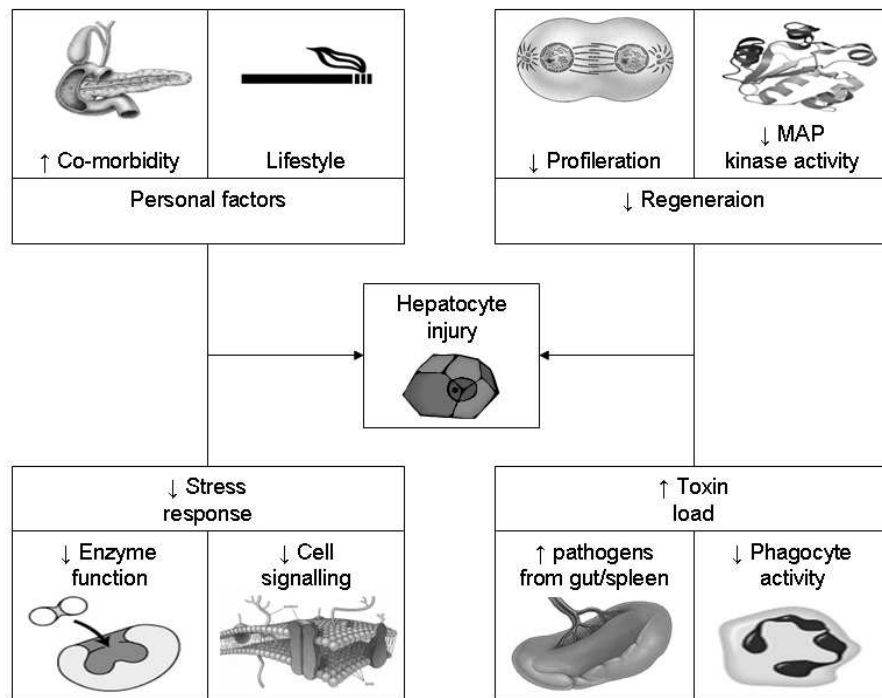 ↑ Co-morbidity
Lifestyle
Personal factors
↓ Profileration
↓ MAP
kinase activity
↓ Regeneraion
Hepatocyte
injury
↓ Stress
response
↓ Enzyme
function
↓ Cell
signalling
↑ Toxin
load
↑ pathogens
from gut/spleen
↓ Phagocyte
activity